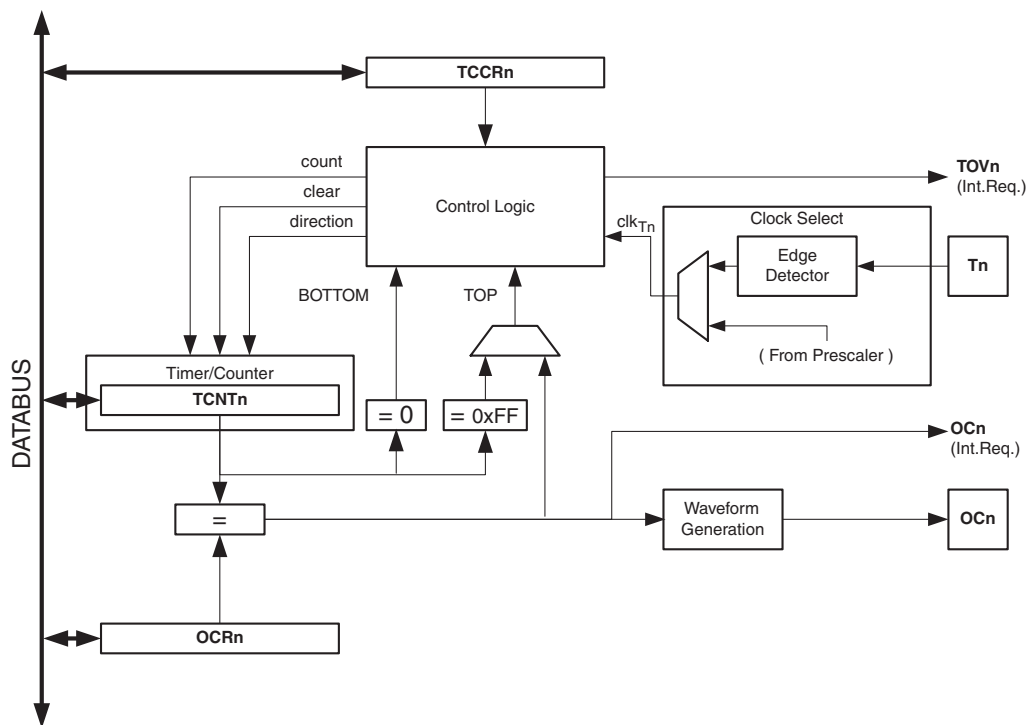 TCCRn
count
clear
direction
Control Logic
TOVn
(Int.Req.)
clkTn
Clock Select
Edge
Detector
Tn
( From Prescaler )
BOTTOM
TOP
DATABUS
Timer/Counter
TCNTn
= 0
= 0xFF
OCn
(Int.Req.)
=
Waveform
Generation
OCn
OCRn